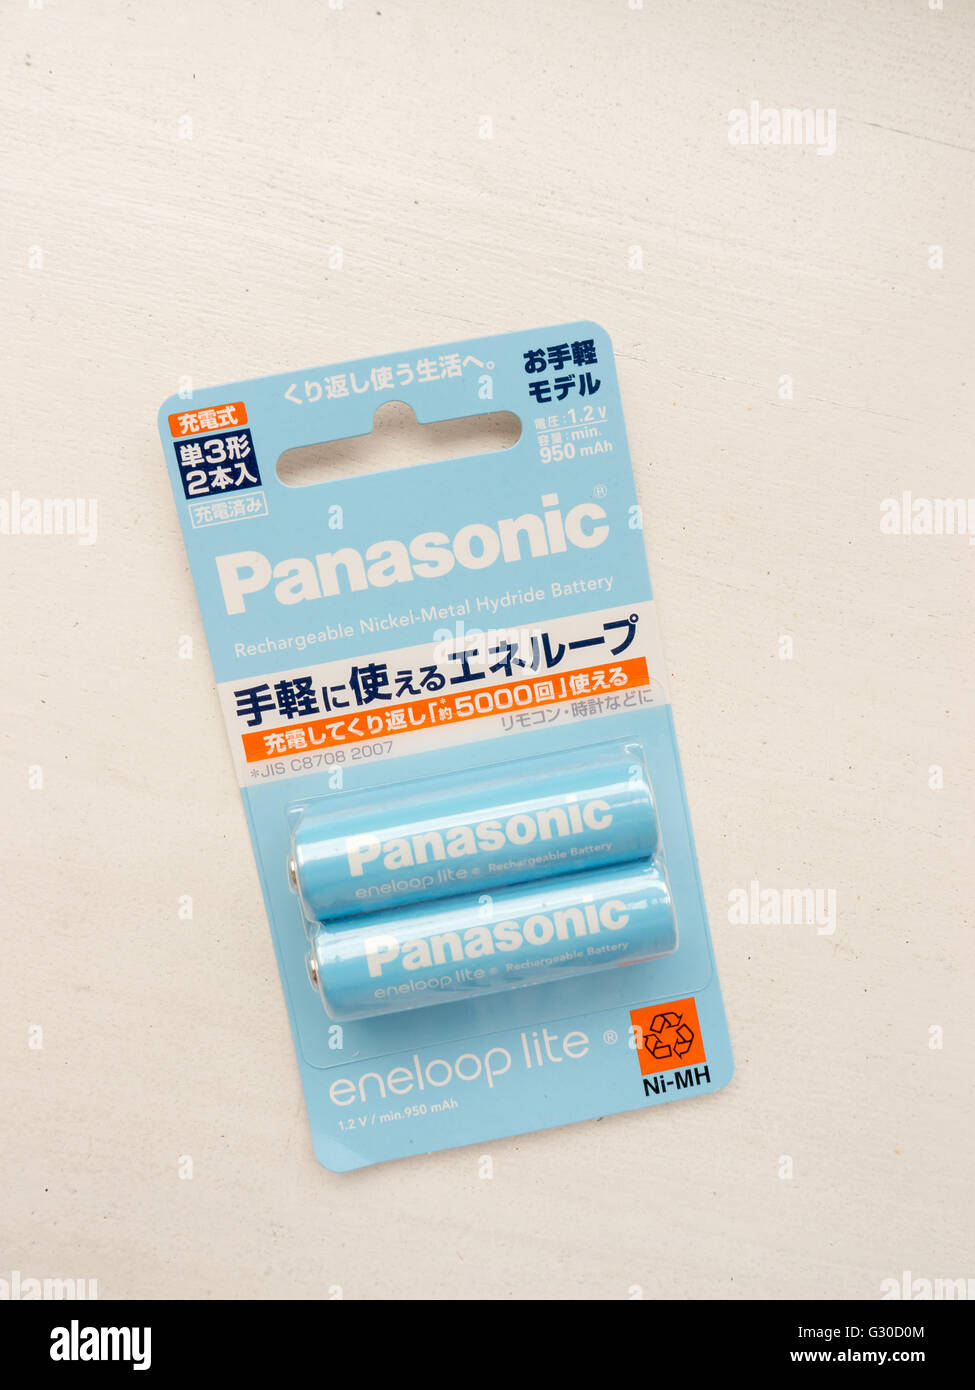 くり返し使う生活へ。
お手軽
モデル
充電式
単3形
2本入
充電済み
電圧:1.2 V
容量:min.
950 mAh
Panasonic®
Rechargeable Nickel-Metal Hydride Battery
手軽に使えるエネループ
充電してくり返し「*約5000回」使える
*JIS C8708 2007
リモコン・時計などに
Panasonic
eneloop lite® Rechargeable Battery
Panasonic
eneloop lite® Rechargeable Battery
eneloop lite®
1.2 V / min.950 mAh
Ni-MH
alamy stock photo
alamy
Image ID: G30D0M
www.alamy.com